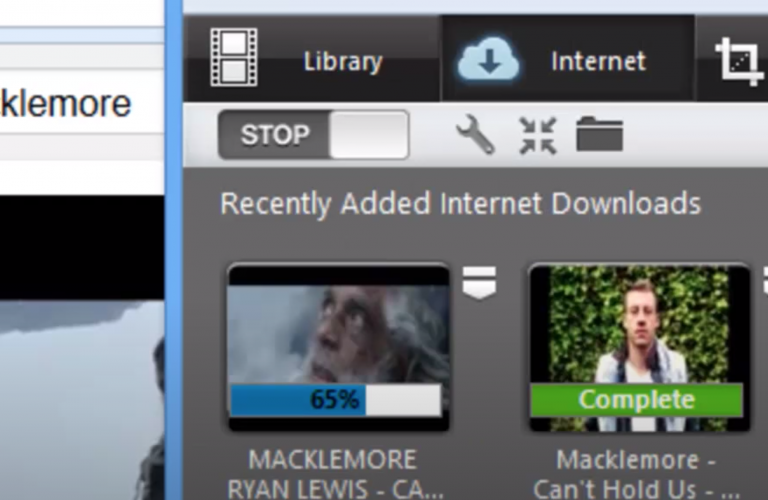 Library
Internet
klemore
STOP
Recently Added Internet Downloads
65%
Complete
MACKLEMORE
RYAN LEWIS - CA...
Macklemore -
Can't Hold Us - ...